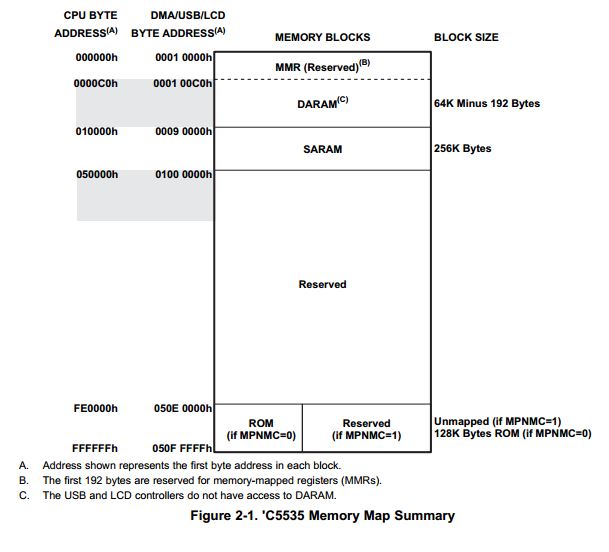 CPU BYTE ADDRESS(A) DMA/USB/LCD BYTE ADDRESS(A) MEMORY BLOCKS BLOCK SIZE
000000h 0001 0000h MMR (Reserved)(B)
0000C0h 0001 00C0h
DARAM(C) 64K Minus 192 Bytes
010000h 0009 0000h
SARAM 256K Bytes
050000h 0100 0000h
Reserved
FE0000h 050E 0000h
ROM (if MPNMC=0) Reserved (if MPNMC=1) Unmapped (if MPNMC=1)
128K Bytes ROM (if MPNMC=0)
FFFFFFh 050F FFFFh
A. Address shown represents the first byte address in each block.
B. The first 192 bytes are reserved for memory-mapped registers (MMRs).
C. The USB and LCD controllers do not have access to DARAM.
Figure 2-1. 'C5535 Memory Map Summary